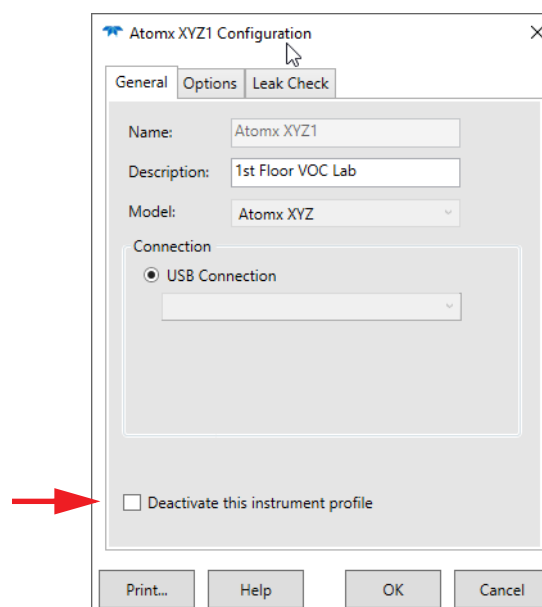 Atomx XYZ1 Configuration
General Options Leak Check
Name: Atomx XYZ1
Description: 1st Floor VOC Lab
Model: Atomx XYZ
Connection
USB Connection
Deactivate this instrument profile
Print... Help OK Cancel